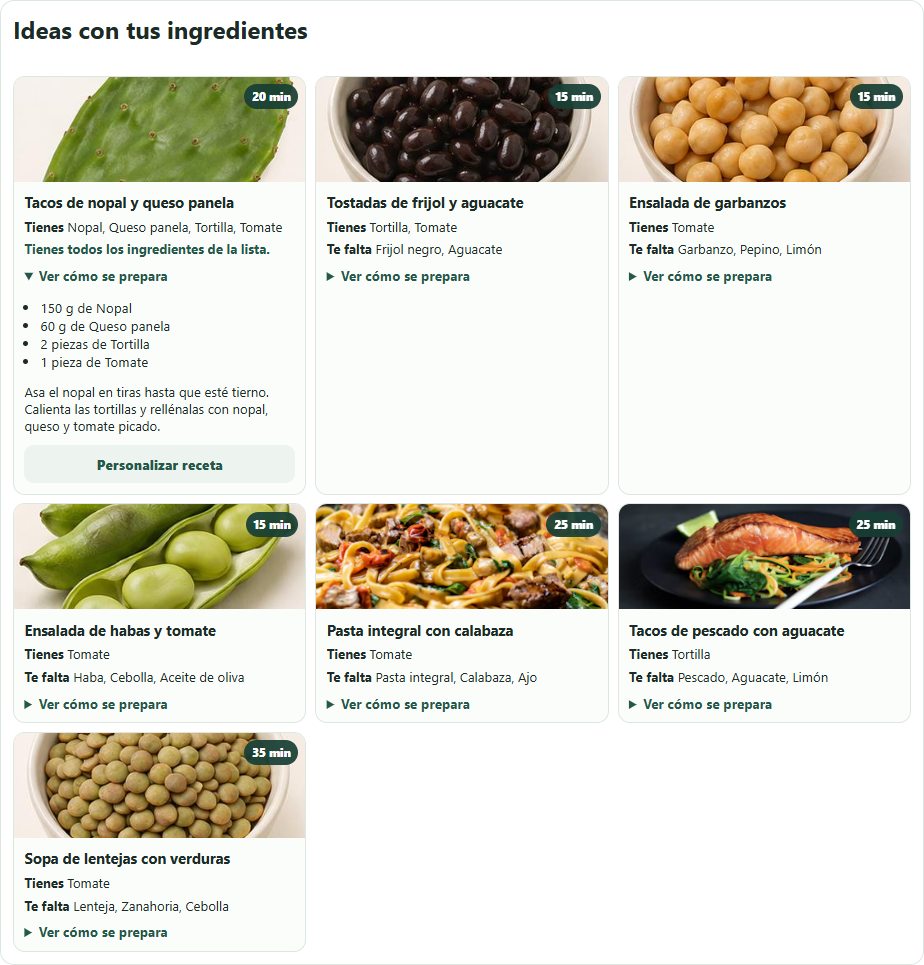 Ideas con tus ingredientes
20 min
Tacos de nopal y queso panela
Tienes Nopal, Queso panela, Tortilla, Tomate
Tienes todos los ingredientes de la lista.
▼ Ver cómo se prepara
• 150 g de Nopal
• 60 g de Queso panela
• 2 piezas de Tortilla
• 1 pieza de Tomate
Asa el nopal en tiras hasta que esté tierno.
Calienta las tortillas y rellénalas con nopal,
queso y tomate picado.
Personalizar receta
15 min
Tostadas de frijol y aguacate
Tienes Tortilla, Tomate
Te falta Frijol negro, Aguacate
▶ Ver cómo se prepara
15 min
Ensalada de garbanzos
Tienes Tomate
Te falta Garbanzo, Pepino, Limón
▶ Ver cómo se prepara
15 min
Ensalada de habas y tomate
Tienes Tomate
Te falta Haba, Cebolla, Aceite de oliva
▶ Ver cómo se prepara
25 min
Pasta integral con calabaza
Tienes Tomate
Te falta Pasta integral, Calabaza, Ajo
▶ Ver cómo se prepara
25 min
Tacos de pescado con aguacate
Tienes Tortilla
Te falta Pescado, Aguacate, Limón
▶ Ver cómo se prepara
35 min
Sopa de lentejas con verduras
Tienes Tomate
Te falta Lenteja, Zanahoria, Cebolla
▶ Ver cómo se prepara